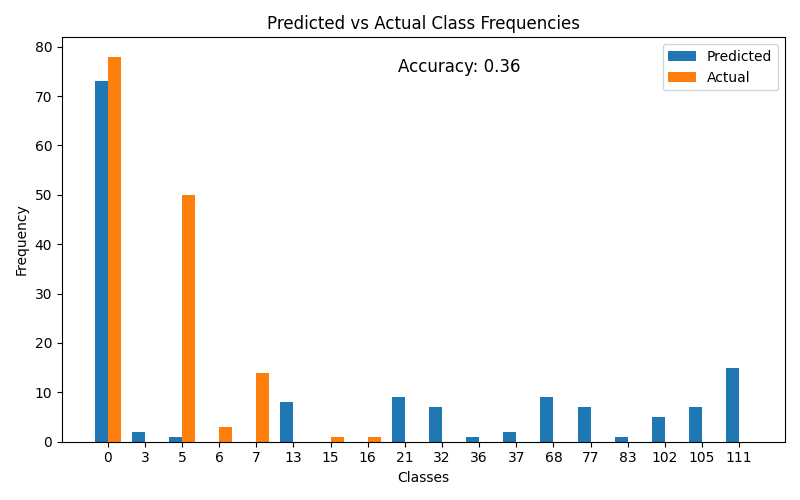 Predicted vs Actual Class Frequencies
Accuracy: 0.36
Predicted
Actual
Frequency
80
70
60
50
40
30
20
10
0
0 3 5 6 7 13 15 16 21 32 36 37 68 77 83 102 105 111
Classes